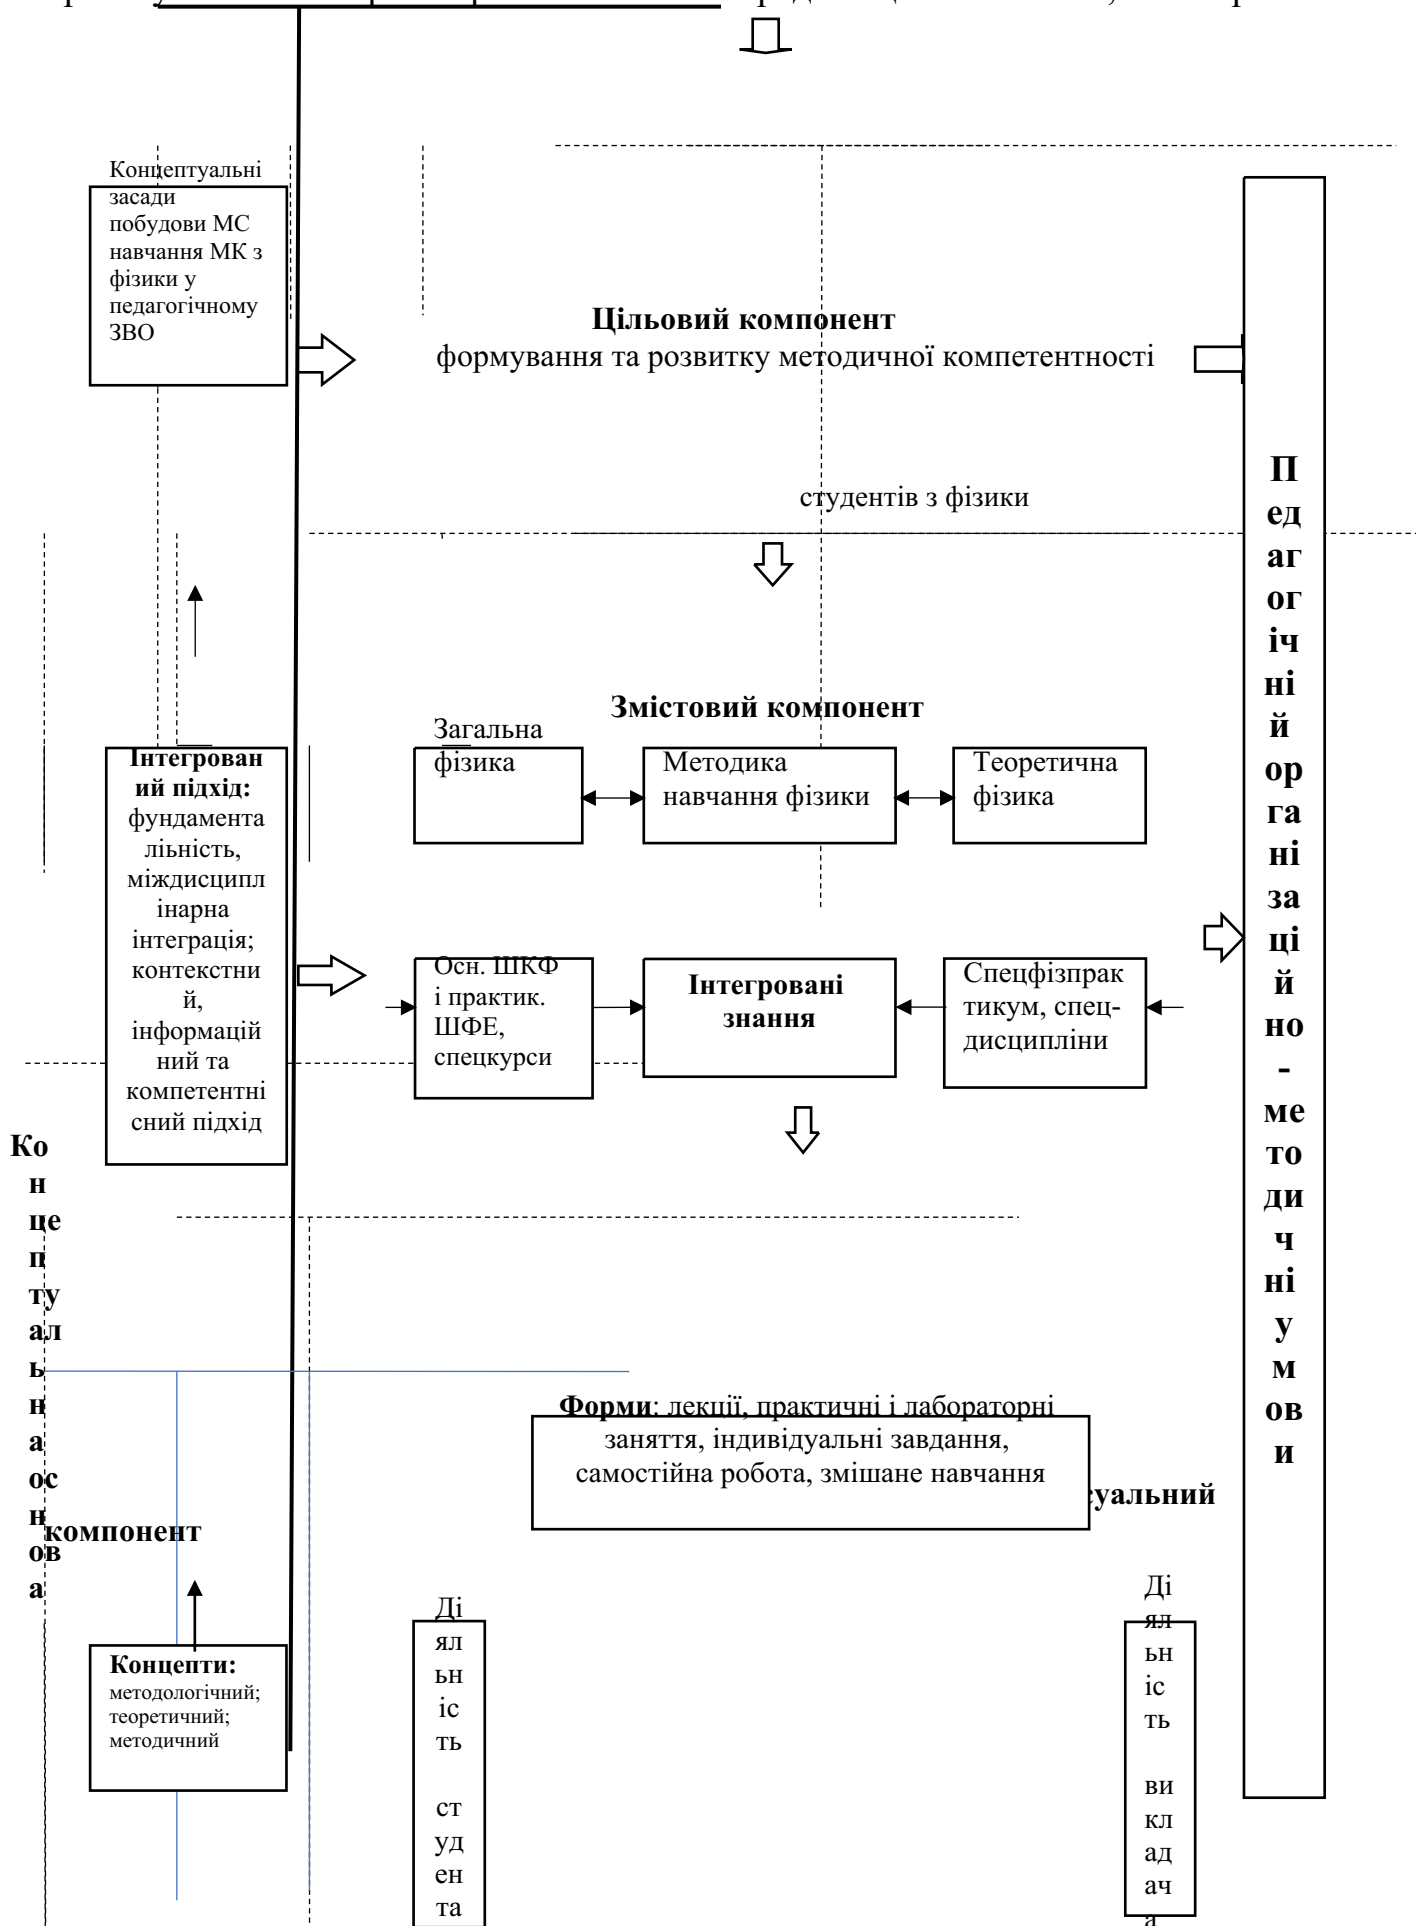 Концептуальні
засади
побудови МС
навчання МК з
фізики у
педагогічному
ЗВО
Цільовий компонент
формування та розвитку методичної компетентності
студентів з фізики
Змістовий компонент
Загальна
фізика
Методика
навчання фізики
Теоретична
фізика
Інтегрован
ий підхід:
фундамента
ліьність,
міждисципл
інарна
інтеграція;
контекстни
й,
інформацій
ний та
компетентні
сний підхід
Осн. ШКФ
і практик.
ШФЕ,
спецкурси
Інтегровані
знання
Спецфізпрак
тикум, спец-
дисципліни
Ко
н
це
п
ту
ал
ь
н
а
ос
н
ов
а
Форми: лекції, практичні і лабораторні
заняття, індивідуальні завдання,
самостійна робота, змішане навчання
суальний
компонент
Концепти:
методологічний;
теоретичний;
методичний
Ді
ял
ьн
іс
ть
ст
уд
ен
та
Ді
ял
ьн
іс
ть
ви
кл
ад
ач
а
П
ед
аг
ог
іч
ні
й
ор
га
ні
за
ці
й
но
-
ме
то
ди
ч
ні
у
м
ов
и